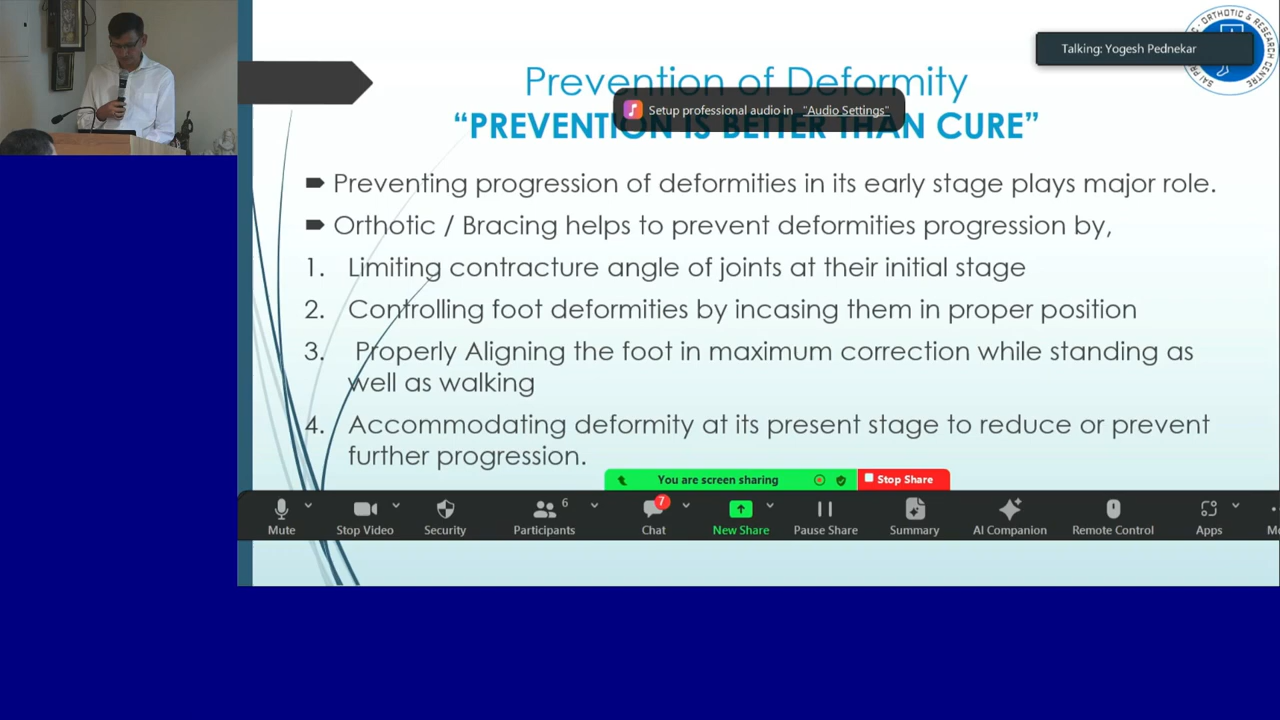 Talking: Yogesh Pednekar
ORTHOTIC & RESEARCH CENTRE
SAI PR
Prevention of Deformity
Setup professional audio in "Audio Settings"
“PREVENTION IS BETTER THAN CURE”
Preventing progression of deformities in its early stage plays major role.
Orthotic / Bracing helps to prevent deformities progression by,
1. Limiting contracture angle of joints at their initial stage
2. Controlling foot deformities by incasing them in proper position
3. Properly Aligning the foot in maximum correction while standing as
well as walking
4. Accommodating deformity at its present stage to reduce or prevent
further progression.
You are screen sharing
Stop Share
6
7
Mute
Stop Video
Security
Participants
Chat
New Share
Pause Share
Summary
AI Companion
Remote Control
Apps